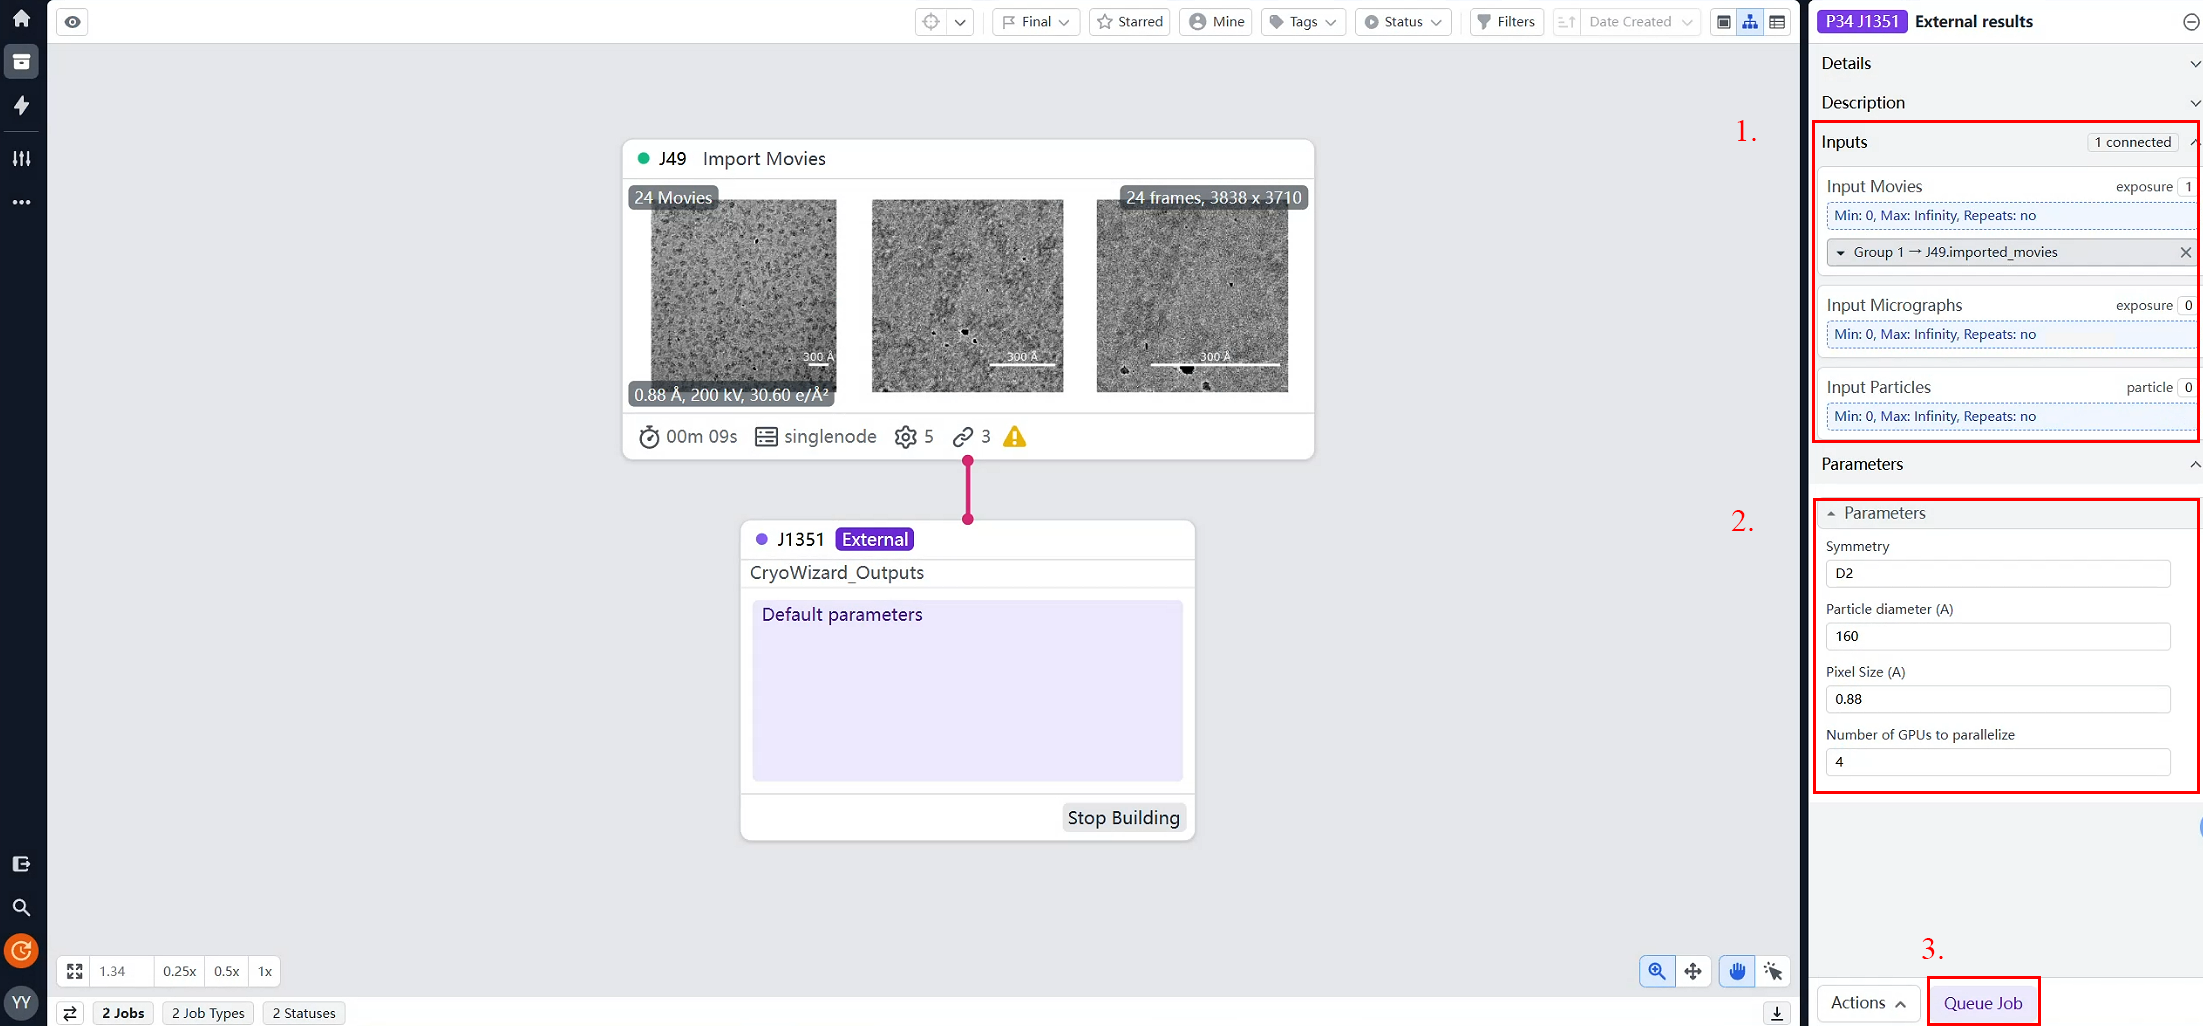 Final
Starred
Mine
Tags
Status
Filters
Date Created
P34 J1351 External results
Details
Description
1.
Inputs 1 connected
Input Movies exposure 1
Min: 0, Max: Infinity, Repeats: no
Group 1 → J49.imported_movies
Input Micrographs exposure 0
Min: 0, Max: Infinity, Repeats: no
Input Particles particle 0
Min: 0, Max: Infinity, Repeats: no
Parameters
2.
Parameters
Symmetry
D2
Particle diameter (A)
160
Pixel Size (A)
0.88
Number of GPUs to parallelize
4
3.
Actions
Queue Job
J49 Import Movies
24 Movies
24 frames, 3838 x 3710
300 Å
300 Å
300 Å
0.88 Å, 200 kV, 30.60 e/Å²
00m 09s singlenode 5 3
J1351 External
CryoWizard_Outputs
Default parameters
Stop Building
1.34 0.25x 0.5x 1x
YY
2 Jobs 2 Job Types 2 Statuses